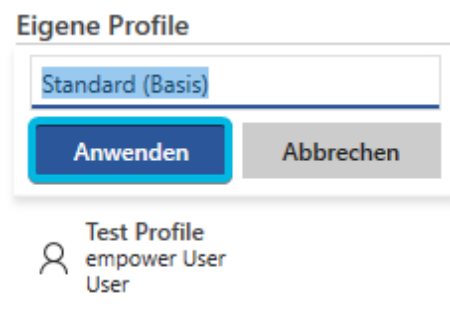 Eigene Profile
Standard (Basis)
Anwenden Abbrechen
Test Profile
empower User
User